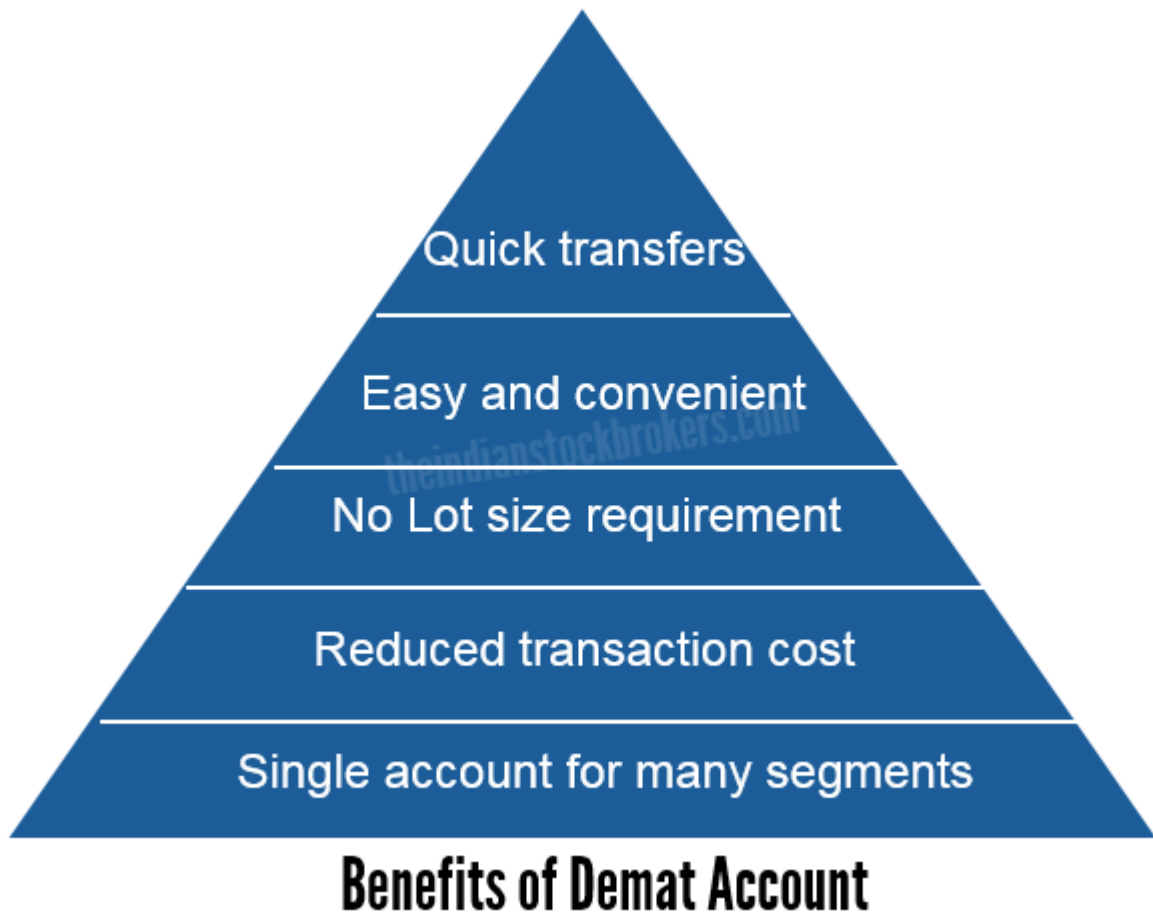 Quick transfers
Easy and convenient
theindianstockbrokers.com
No Lot size requirement
Reduced transaction cost
Single account for many segments
Benefits of Demat Account